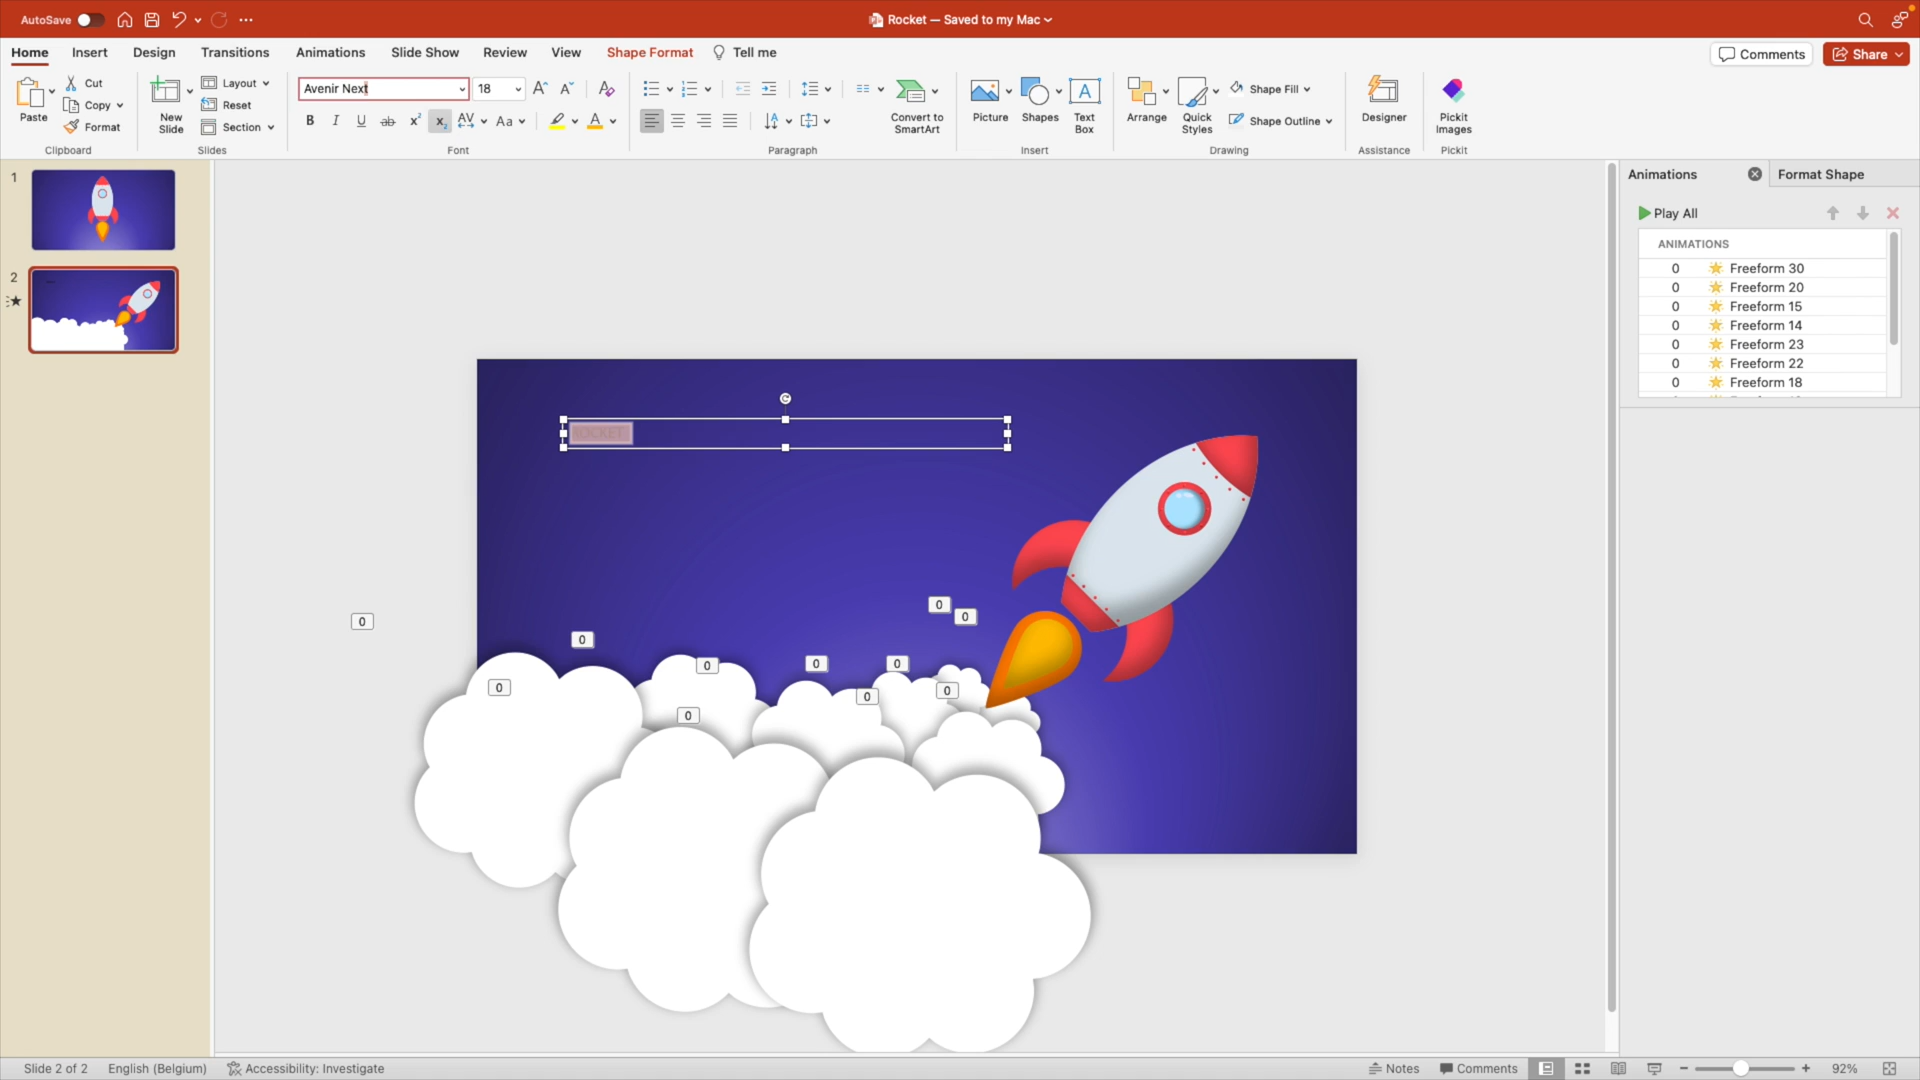 AutoSave
Rocket — Saved to my Mac
Home Insert Design Transitions Animations Slide Show Review View Shape Format Tell me
Comments Share
Paste
Cut
Copy
Format
Clipboard
New Slide
Layout
Reset
Section
Slides
Avenir Next 18
Font
Convert to SmartArt
Paragraph
Picture
Shapes
Text Box
Insert
Arrange
Quick Styles
Shape Fill
Shape Outline
Drawing
Designer
Assistance
Pickit Images
Pickit
1
2
ROCKET
0
0
0
0
0
0
0
0
0
0
0
0
Animations Format Shape
Play All
ANIMATIONS
0 Freeform 30
0 Freeform 20
0 Freeform 15
0 Freeform 14
0 Freeform 23
0 Freeform 22
0 Freeform 18
Slide 2 of 2 English (Belgium) Accessibility: Investigate
Notes Comments 92%